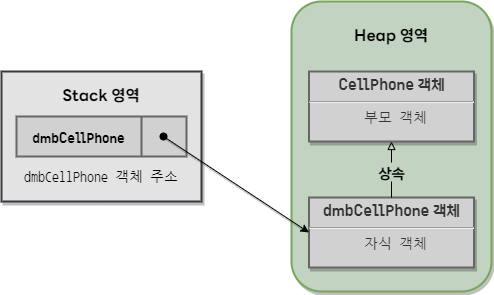 Stack 영역
dmbCellPhone
dmbCellPhone 객체 주소
Heap 영역
CellPhone 객체
부모 객체
상속
dmbCellPhone 객체
자식 객체